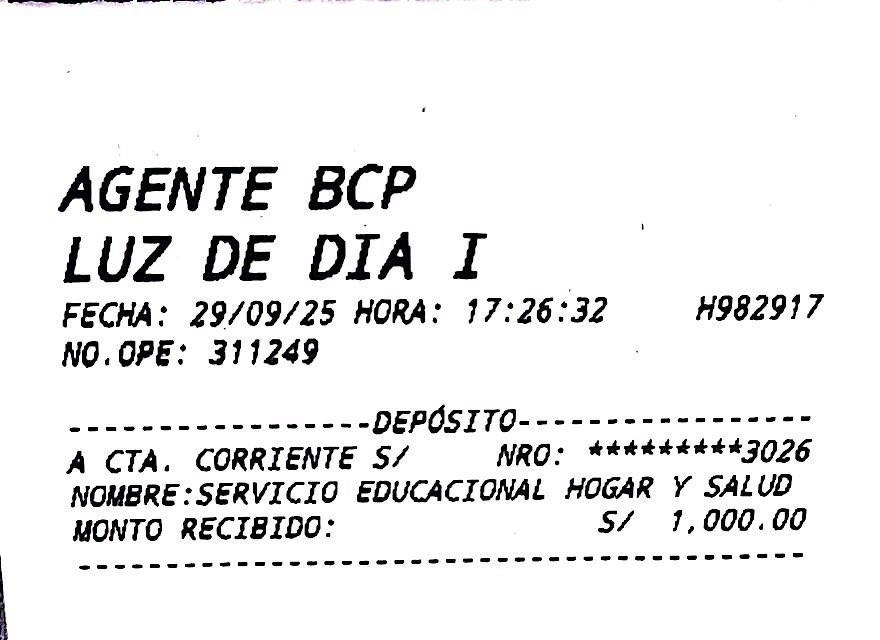 AGENTE BCP
LUZ DE DIA I
FECHA: 29/09/25 HORA: 17:26:32 H982917
NO.OPE: 311249
-----------------DEPÓSITO-----------------
A CTA. CORRIENTE S/ NRO: *********3026
NOMBRE:SERVICIO EDUCACIONAL HOGAR Y SALUD
MONTO RECIBIDO: S/ 1,000.00
------------------------------------------